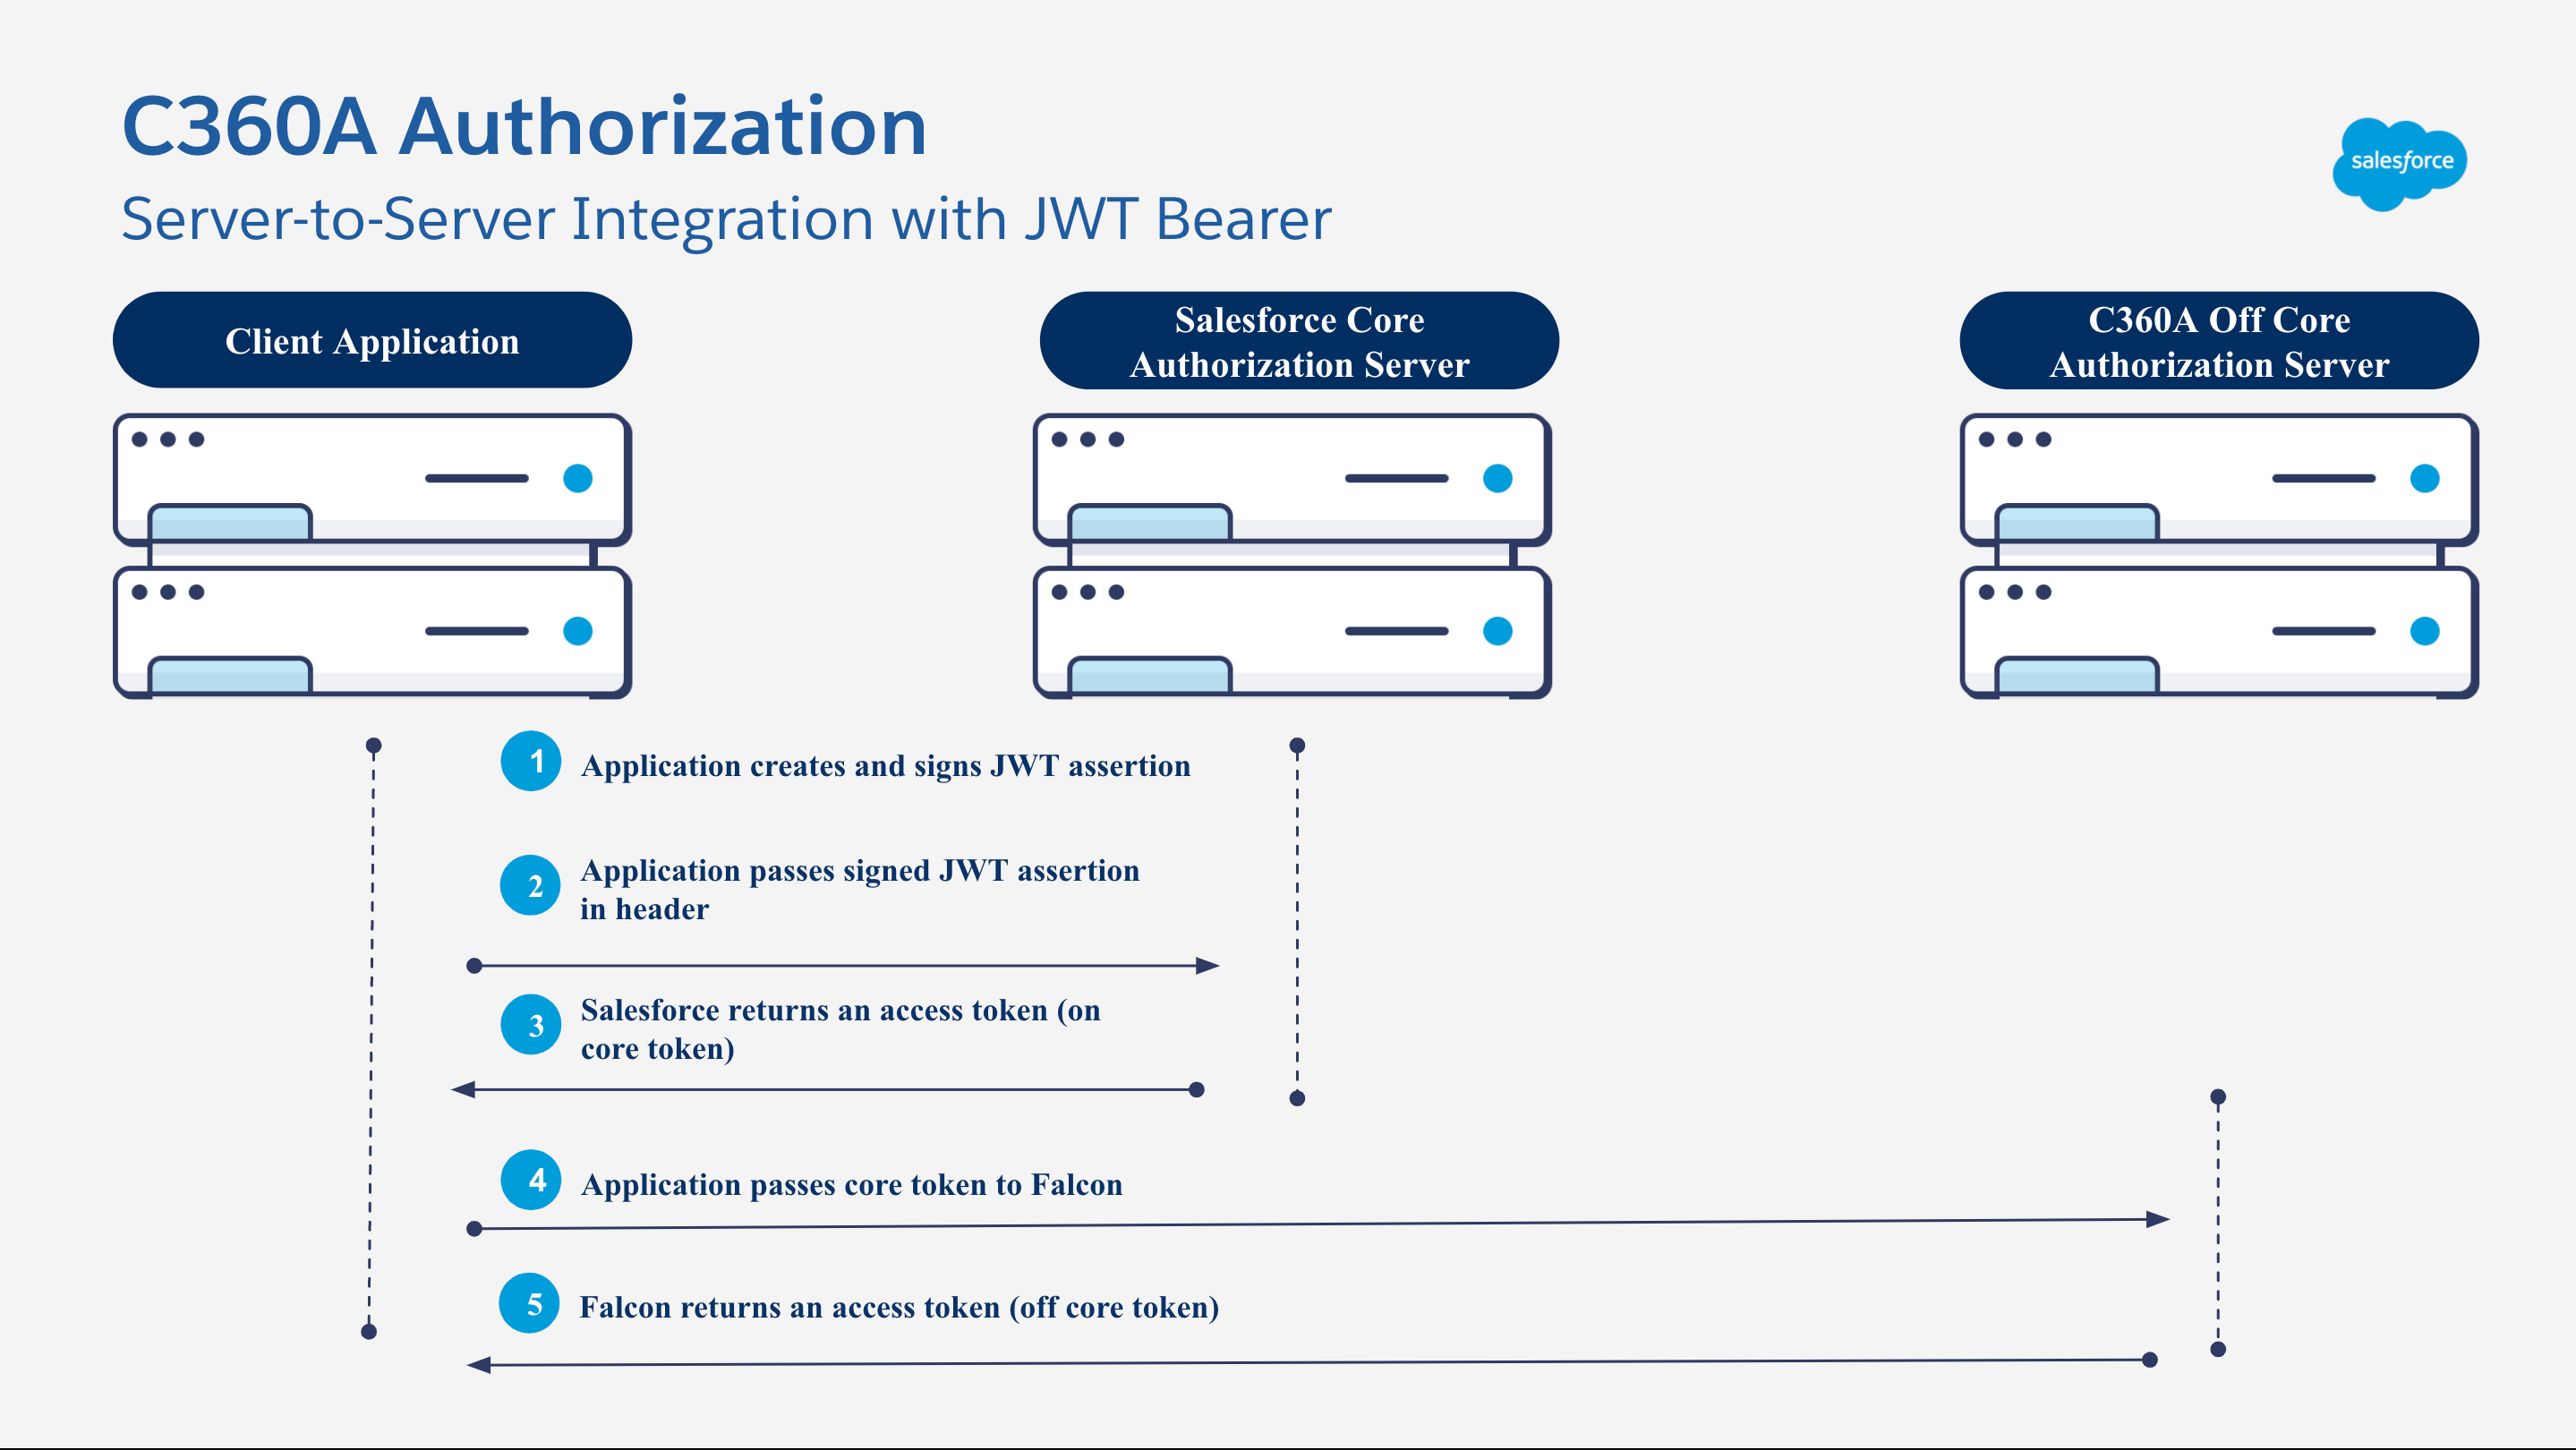 C360A Authorization
Server-to-Server Integration with JWT Bearer
salesforce
Client Application
Salesforce Core
Authorization Server
C360A Off Core
Authorization Server
1 Application creates and signs JWT assertion
2 Application passes signed JWT assertion
in header
3 Salesforce returns an access token (on
core token)
4 Application passes core token to Falcon
5 Falcon returns an access token (off core token)